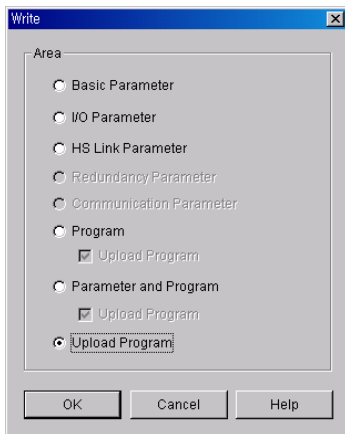 Write
Area
Basic Parameter
I/O Parameter
HS Link Parameter
Redundancy Parameter
Communication Parameter
Program
Upload Program
Parameter and Program
Upload Program
Upload Program
OK Cancel Help